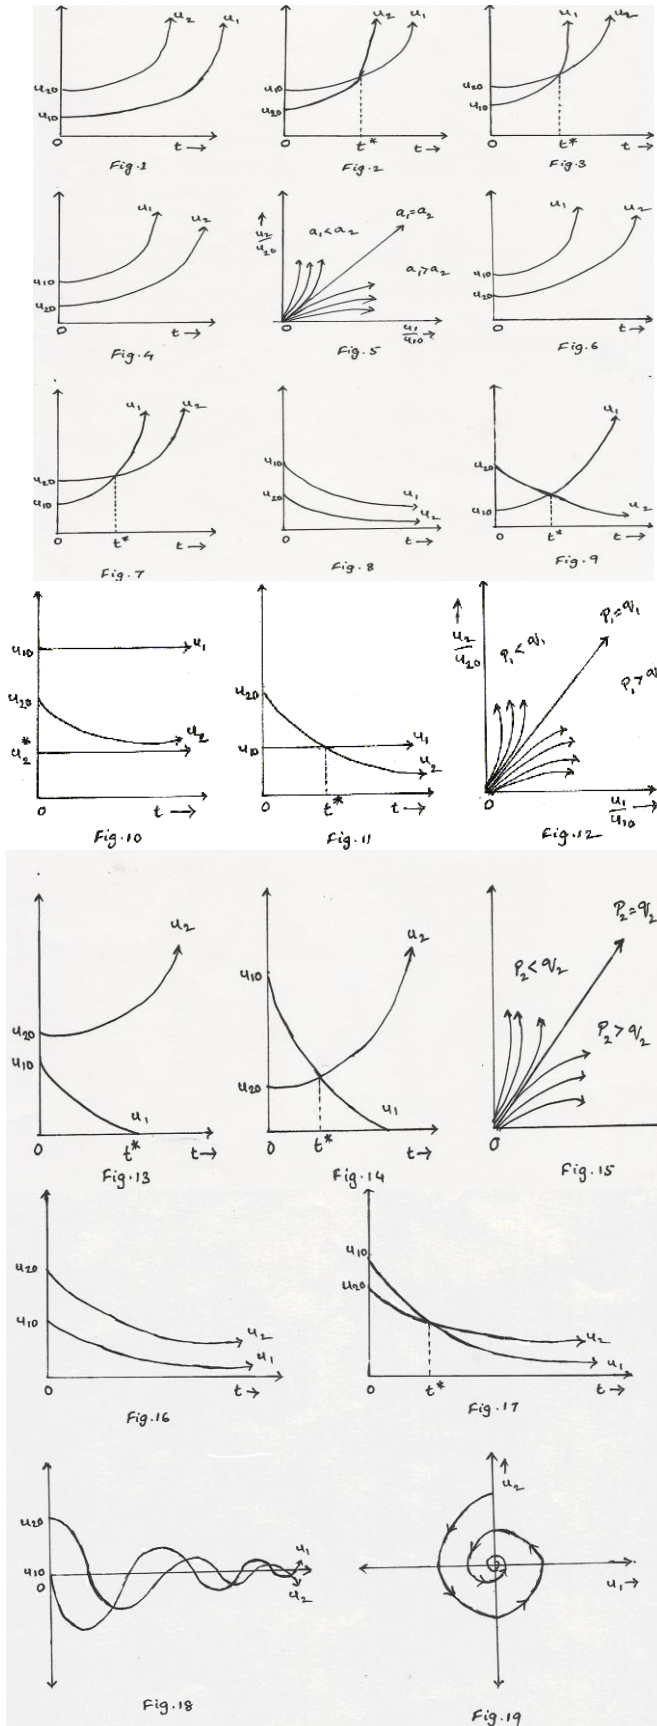 u₂ u₁ u₂ u₁ u₁ u₂
u₂₀ u₁₀ u₂₀
u₁₀ u₂₀ u₁₀
0 t→ 0 t* t→ 0 t* t→
Fig.1 Fig.2 Fig.3
u₁ u₂ u₂/u₂₀ a₁<a₂ a₁=a₂ u₁ u₂
u₁₀ a₁>a₂ u₁₀
u₂₀ u₂₀
0 t→ 0 u₁/u₁₀ 0 t→
Fig.4 Fig.5 Fig.6
u₁ u₂ u₁
u₂₀ u₁₀ u₂₀
u₁₀ u₂₀ u₁ u₂ u₁₀ u₂
0 t* t→ 0 t→ 0 t* t→
Fig.7 Fig.8 Fig.9
u₁₀ u₁ u₂/u₂₀ P₁<q₁ P₁=q₁
u₂₀ u₂ u₂₀ P₁>q
u₂* u₁₀ u₁ u₂
0 t→ 0 t* t→ 0 u₁/u₁₀
Fig.10 Fig.11 Fig.12
u₂ u₂ P₂=q₂
u₂₀ u₁₀ P₂<q₂
u₁₀ u₁ u₂₀ u₁ P₂>q₂
0 t* t→ 0 t* t→ 0
Fig.13 Fig.14 Fig.15
u₂₀ u₁₀
u₁₀ u₂ u₂₀ u₂
u₁ u₁
0 t→ 0 t* t→
Fig.16 Fig.17
u₂₀ u₂
u₁₀ u₁
0 u₂ u₁→
Fig.18 Fig.19